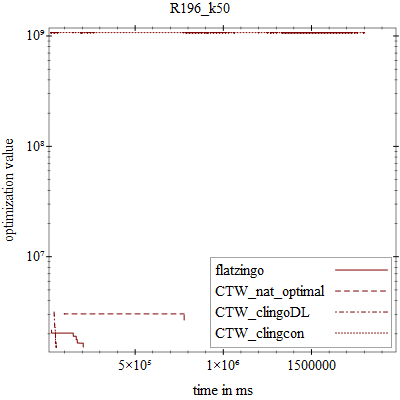 R196_k50
optimization value
10⁹
10⁸
10⁷
flatzingo
CTW_nat_optimal
CTW_clingoDL
CTW_clingcon
5×10⁵
1×10⁶
1500000
time in ms